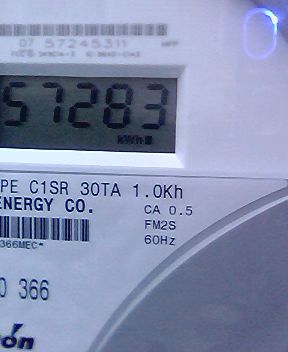 07 57245311
57283
kWh
PE C1SR 30TA 1.0Kh
ENERGY CO.
CA 0.5
FM2S
366MEC*
60Hz
0 366
ón